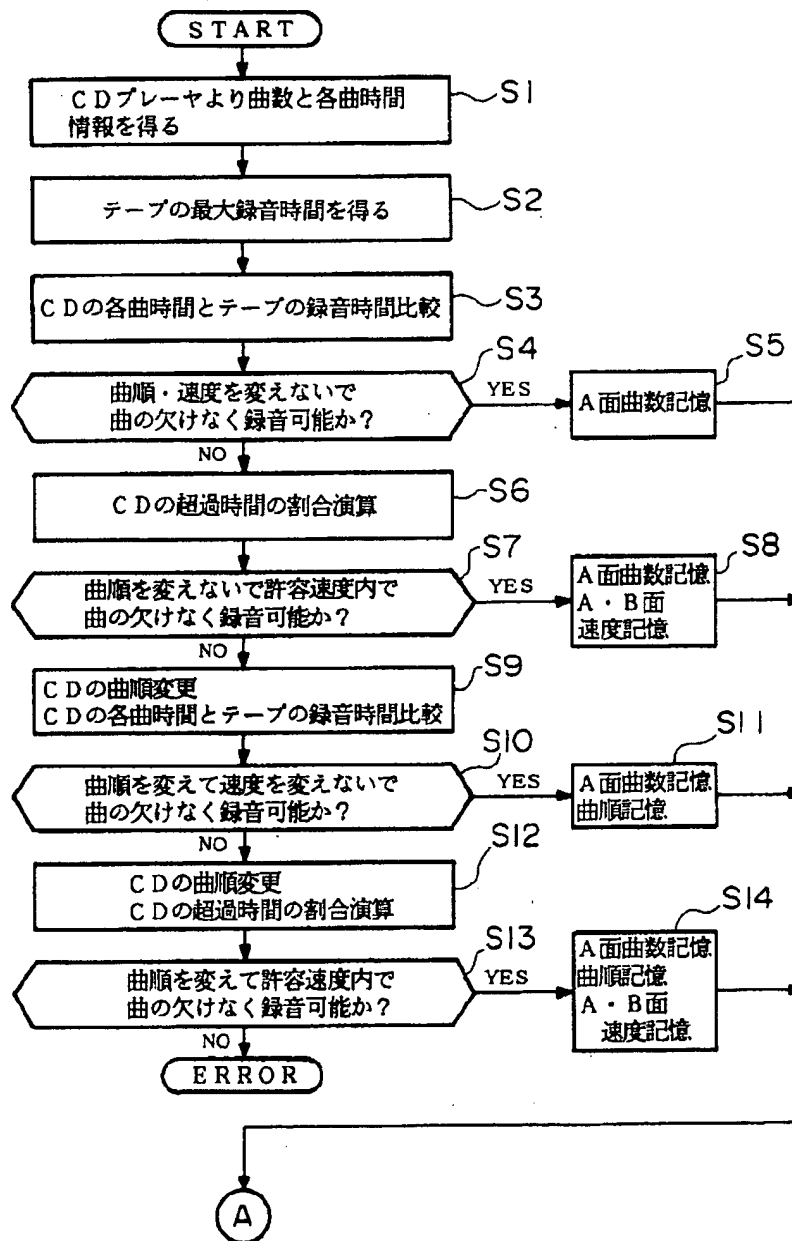 START
S1
CDプレーヤより曲数と各曲時間
情報を得る
S2
テープの最大録音時間を得る
S3
CDの各曲時間とテープの録音時間比較
S4
曲順・速度を変えないで
曲の欠けなく録音可能か？
YES
S5
A面曲数記憶
NO
S6
CDの超過時間の割合演算
S7
曲順を変えないで許容速度内で
曲の欠けなく録音可能か？
YES
S8
A面曲数記憶
A・B面
速度記憶
NO
S9
CDの曲順変更
CDの各曲時間とテープの録音時間比較
S10
曲順を変えて速度を変えないで
曲の欠けなく録音可能か？
YES
S11
A面曲数記憶
曲順記憶
NO
S12
CDの曲順変更
CDの超過時間の割合演算
S13
曲順を変えて許容速度内で
曲の欠けなく録音可能か？
YES
S14
A面曲数記憶
曲順記憶
A・B面
速度記憶
NO
ERROR
A